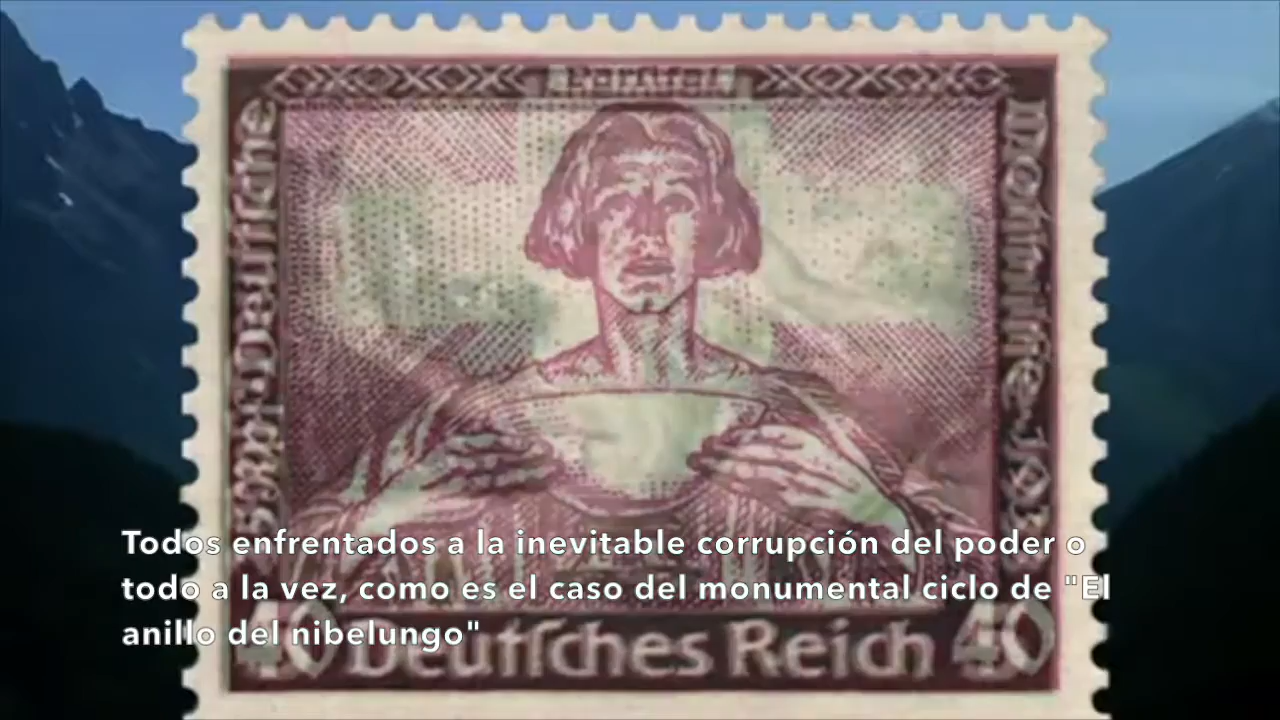 Deutsche
Nothilfe
Todos enfrentados a la inevitable corrupción del poder o
todo a la vez, como es el caso del monumental ciclo de "El
anillo del nibelungo"
40 Deutsches Reich 40